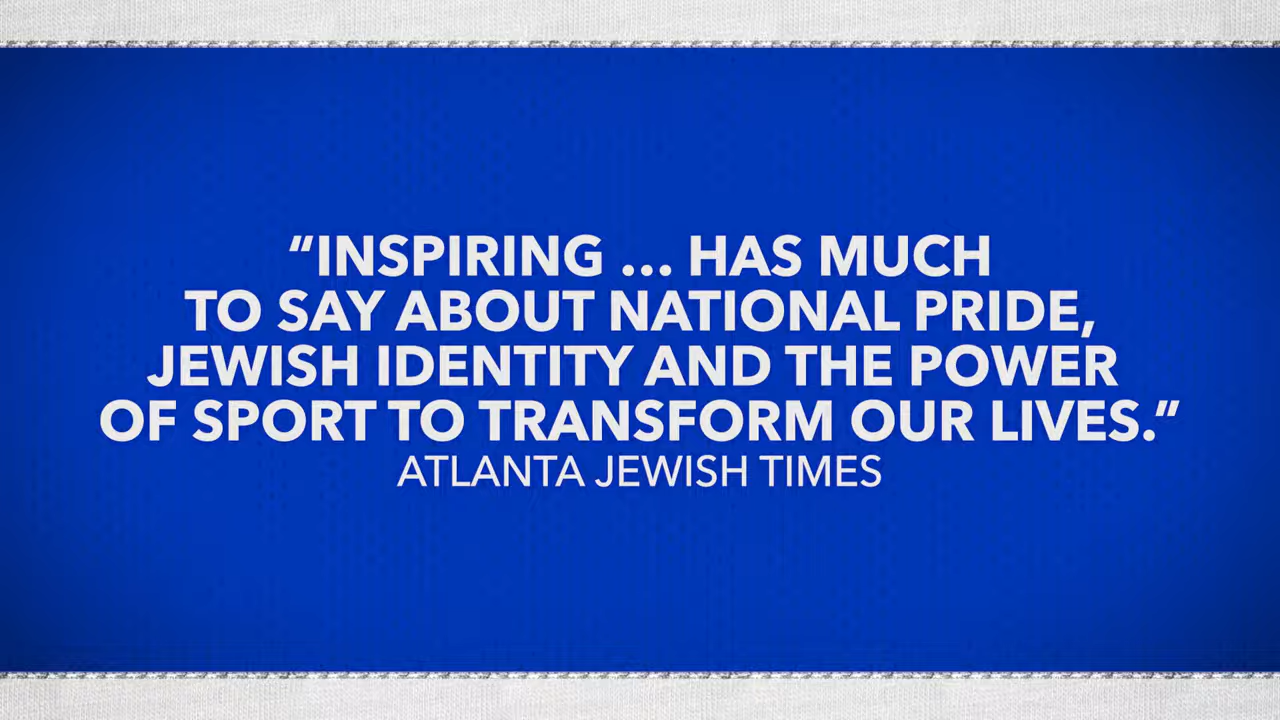 “INSPIRING ... HAS MUCH
TO SAY ABOUT NATIONAL PRIDE,
JEWISH IDENTITY AND THE POWER
OF SPORT TO TRANSFORM OUR LIVES.”
ATLANTA JEWISH TIMES